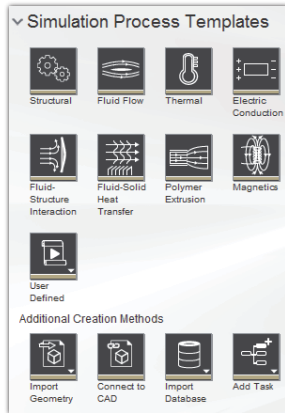 Simulation Process Templates
Structural
Fluid Flow
Thermal
Electric
Conduction
Fluid-
Structure
Interaction
Fluid-Solid
Heat
Transfer
Polymer
Extrusion
Magnetics
User
Defined
Additional Creation Methods
Import
Geometry
Connect to
CAD
Import
Database
Add Task